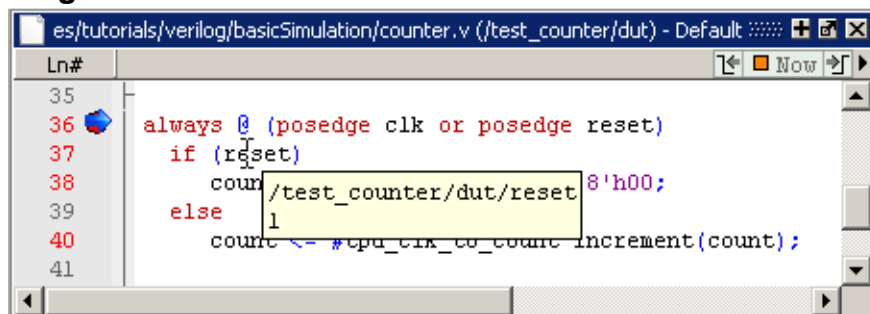 es/tutorials/verilog/basicSimulation/counter.v (/test_counter/dut) - Default
Ln#
Now
35
36 always @ (posedge clk or posedge reset)
37 if (reset)
38 coun 8'h00;
/test_counter/dut/reset
1
39 else
40 count <= #tpd_clk_to_count increment(count);
41